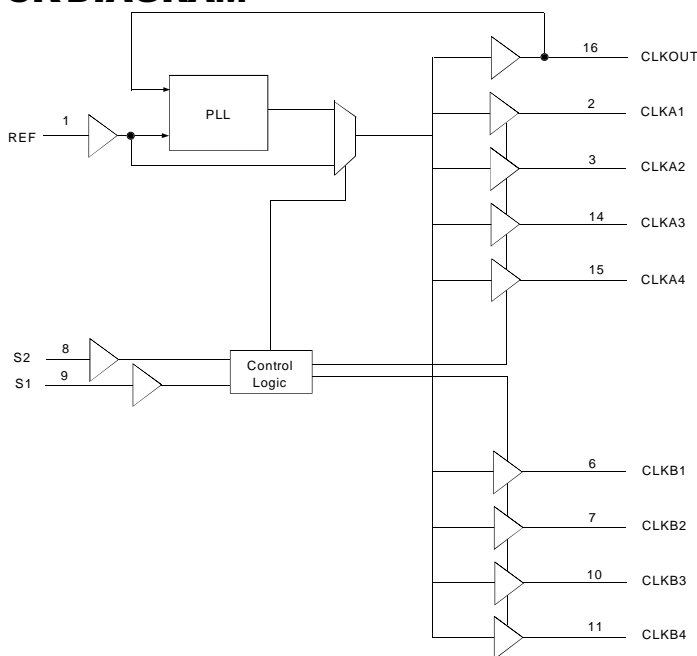 16 CLKOUT
PLL
2 CLKA1
REF 1
3 CLKA2
14 CLKA3
15 CLKA4
S2 8
Control
Logic
S1 9
6 CLKB1
7 CLKB2
10 CLKB3
11 CLKB4